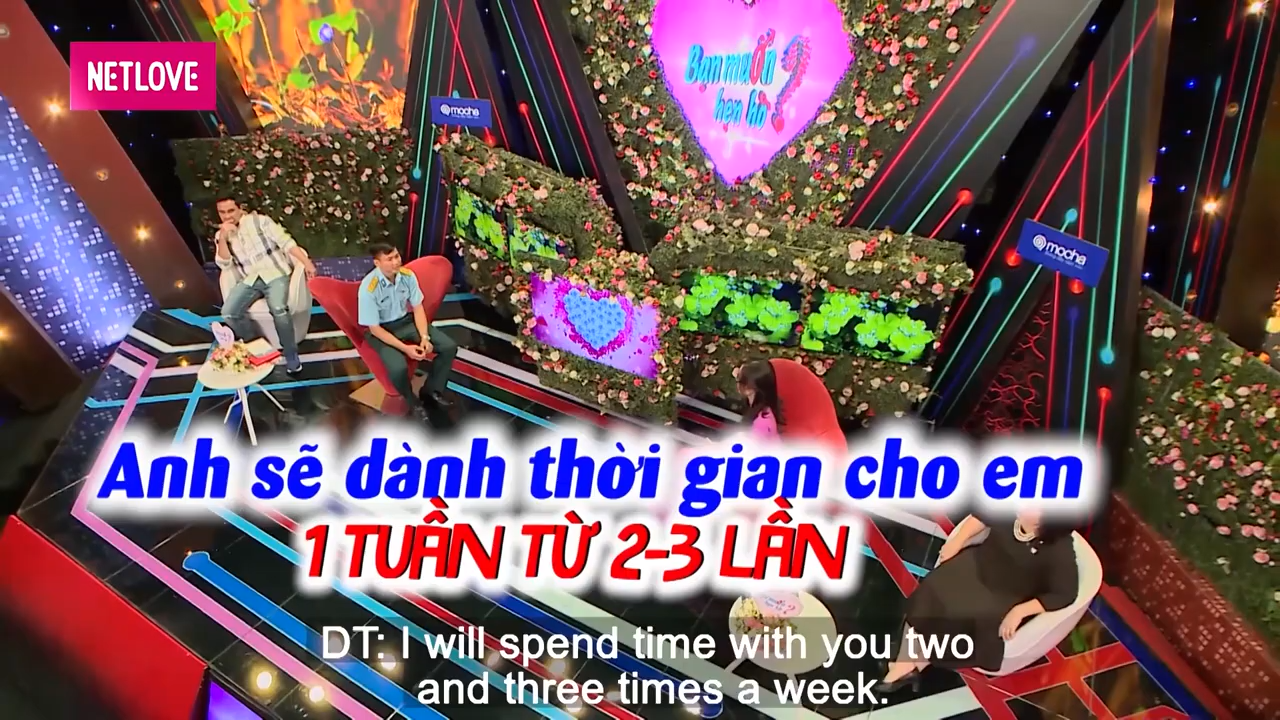 NETLOVE
Bạn muốn
hẹn hò?
mocha
mocha
Anh sẽ dành thời gian cho em
1 TUẦN TỪ 2-3 LẦN
DT: I will spend time with you two
and three times a week.